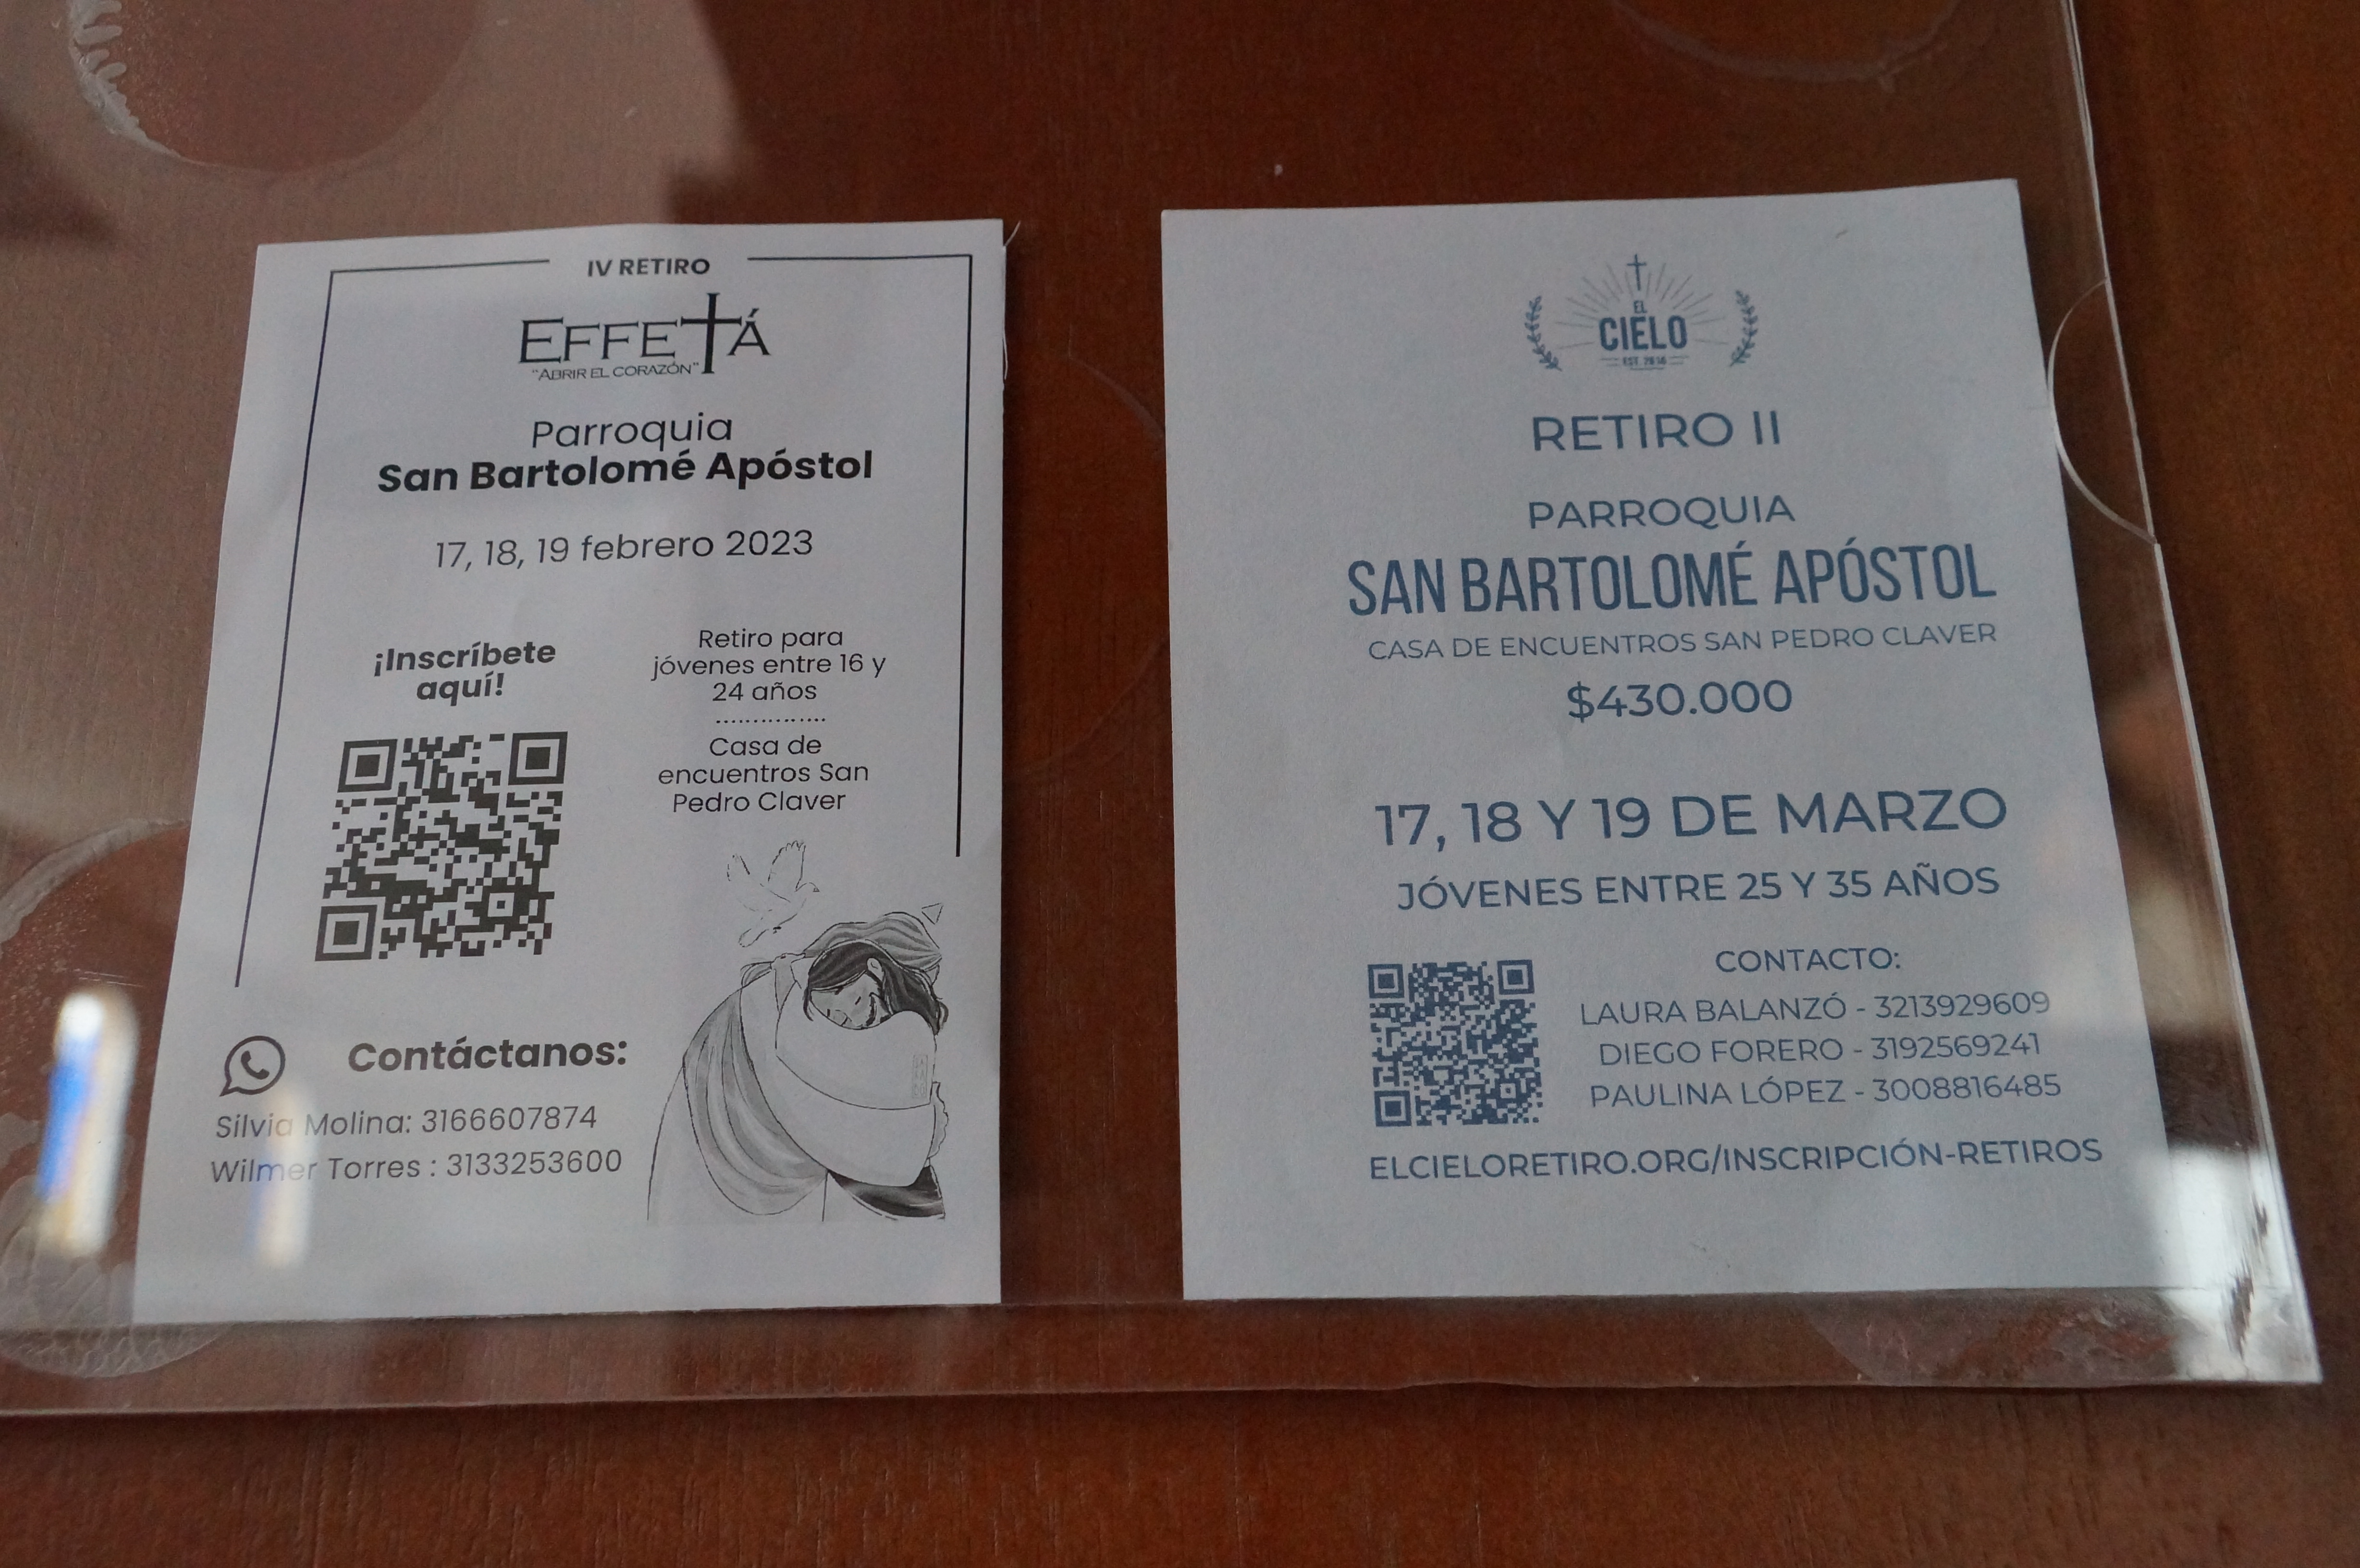 IV RETIRO
EFFETÁ
"ABRIR EL CORAZÓN"
Parroquia
San Bartolomé Apóstol
17, 18, 19 febrero 2023
¡Inscríbete
aquí!
Retiro para
jóvenes entre 16 y
24 años
...............
Casa de
encuentros San
Pedro Claver
Contáctanos:
Silvia Molina: 3166607874
Wilmer Torres : 3133253600
EL
CIELO
EST.
RETIRO II
PARROQUIA
SAN BARTOLOMÉ APÓSTOL
CASA DE ENCUENTROS SAN PEDRO CLAVER
$430.000
17, 18 Y 19 DE MARZO
JÓVENES ENTRE 25 Y 35 AÑOS
CONTACTO:
LAURA BALANZÓ - 3213929609
DIEGO FORERO - 3192569241
PAULINA LÓPEZ - 3008816485
ELCIELORETIRO.ORG/INSCRIPCIÓN-RETIROS